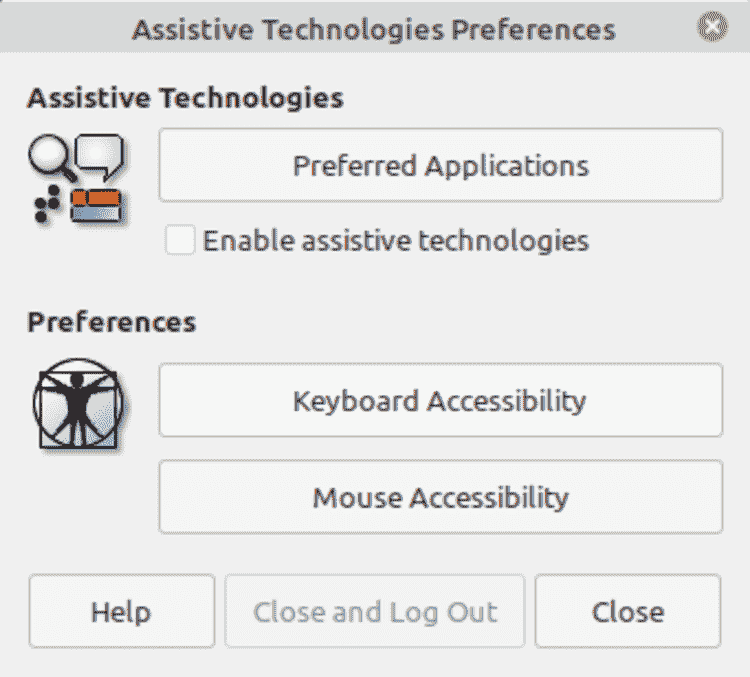 Assistive Technologies Preferences
Assistive Technologies
Preferred Applications
Enable assistive technologies
Preferences
Keyboard Accessibility
Mouse Accessibility
Help
Close and Log Out
Close